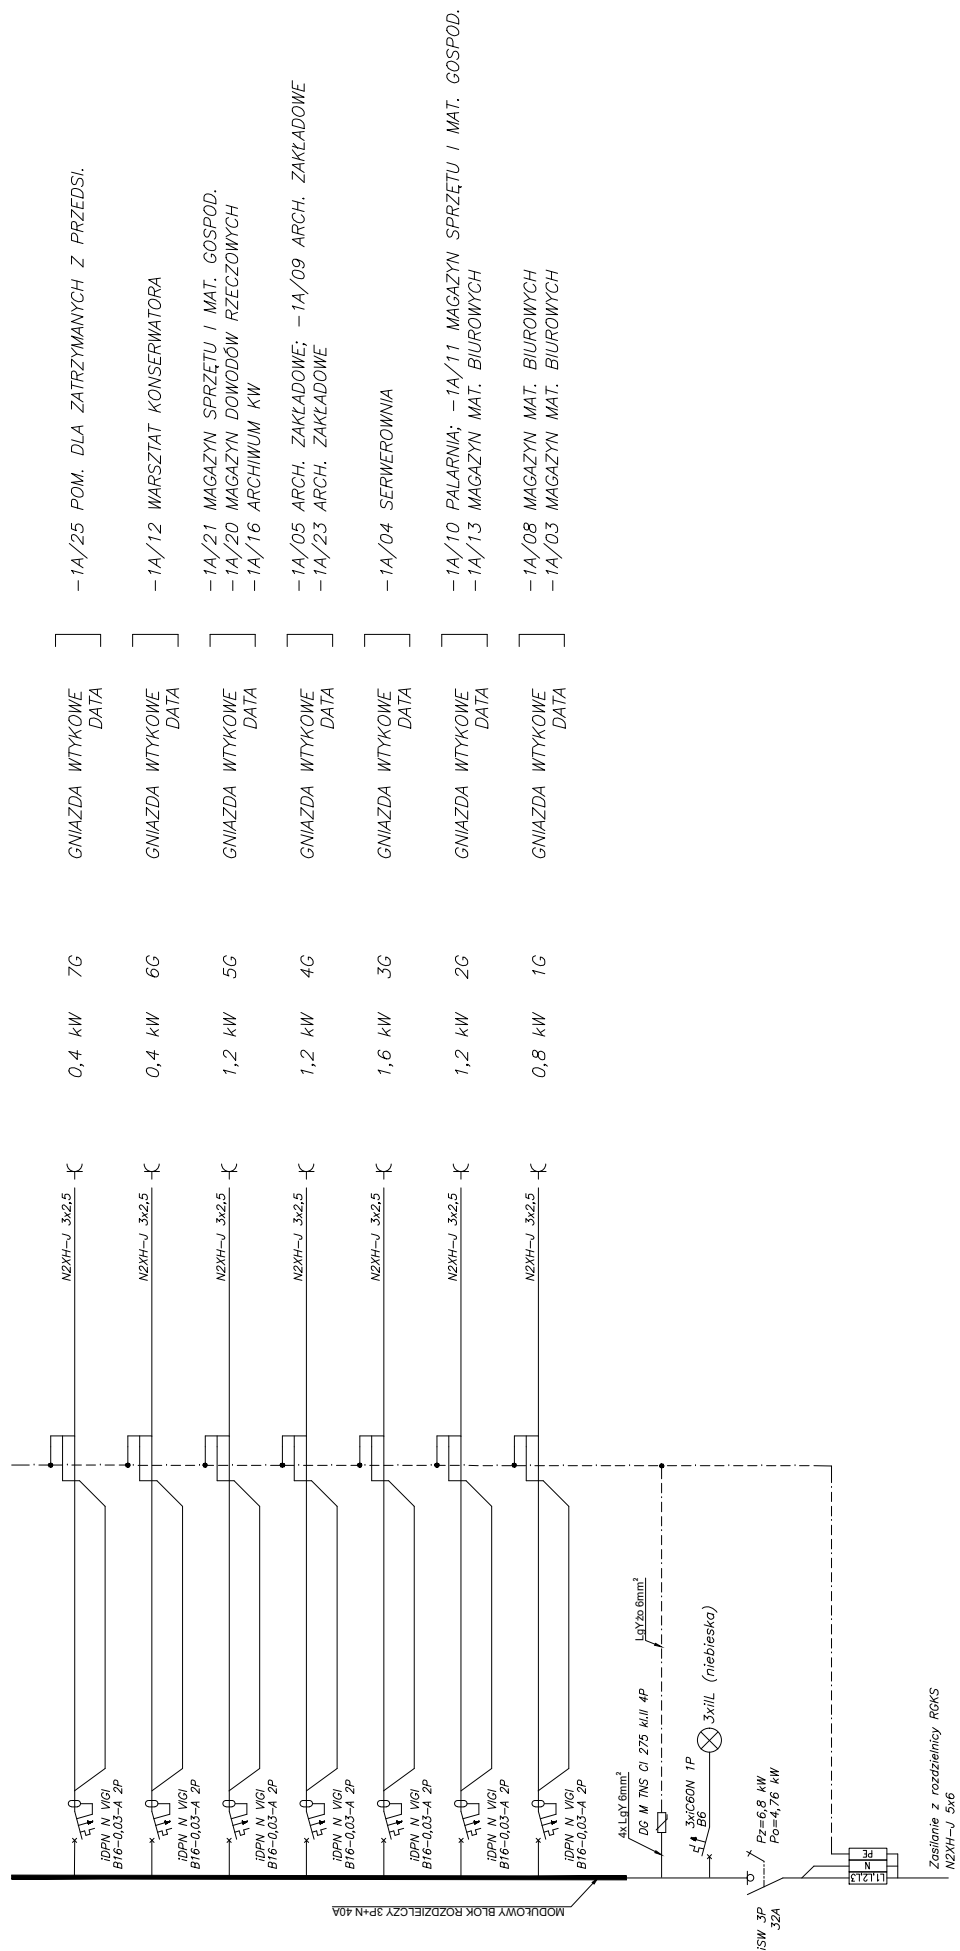 -1A/25 POM. DLA ZATRZYMANYCH Z PRZEDSI.
GNIAZDA WTYKOWE
DATA
7G
0,4 kW
N2XH-J 3x2,5
iDPN N VIGI
B16-0,03-A 2P
-1A/12 WARSZTAT KONSERWATORA
GNIAZDA WTYKOWE
DATA
6G
0,4 kW
N2XH-J 3x2,5
iDPN N VIGI
B16-0,03-A 2P
-1A/21 MAGAZYN SPRZĘTU I MAT. GOSPOD.
-1A/20 MAGAZYN DOWODÓW RZECZOWYCH
-1A/16 ARCHIWUM KW
GNIAZDA WTYKOWE
DATA
5G
1,2 kW
N2XH-J 3x2,5
iDPN N VIGI
B16-0,03-A 2P
-1A/05 ARCH. ZAKŁADOWE; -1A/09 ARCH. ZAKŁADOWE
-1A/23 ARCH. ZAKŁADOWE
GNIAZDA WTYKOWE
DATA
4G
1,2 kW
N2XH-J 3x2,5
iDPN N VIGI
B16-0,03-A 2P
-1A/04 SERWEROWNIA
GNIAZDA WTYKOWE
DATA
3G
1,6 kW
N2XH-J 3x2,5
iDPN N VIGI
B16-0,03-A 2P
-1A/10 PALARNIA; -1A/11 MAGAZYN SPRZĘTU I MAT. GOSPOD.
-1A/13 MAGAZYN MAT. BIUROWYCH
GNIAZDA WTYKOWE
DATA
2G
1,2 kW
N2XH-J 3x2,5
iDPN N VIGI
B16-0,03-A 2P
-1A/08 MAGAZYN MAT. BIUROWYCH
-1A/03 MAGAZYN MAT. BIUROWYCH
GNIAZDA WTYKOWE
DATA
1G
0,8 kW
N2XH-J 3x2,5
iDPN N VIGI
B16-0,03-A 2P
MODUŁOWY BLOK ROZDZIELCZY 3P+N 40A
LgYżo 6mm²
4x LgY 6mm²
DG M TNS CI 275 kl.II 4P
3xiC60N 1P
B6
3xiIL (niebieska)
Pz=6,8 kW
Po=4,76 kW
iSW 3P
32A
PE
N
L1,L2,L3
Zasilanie z rozdzielnicy RGKS
N2XH-J 5x6